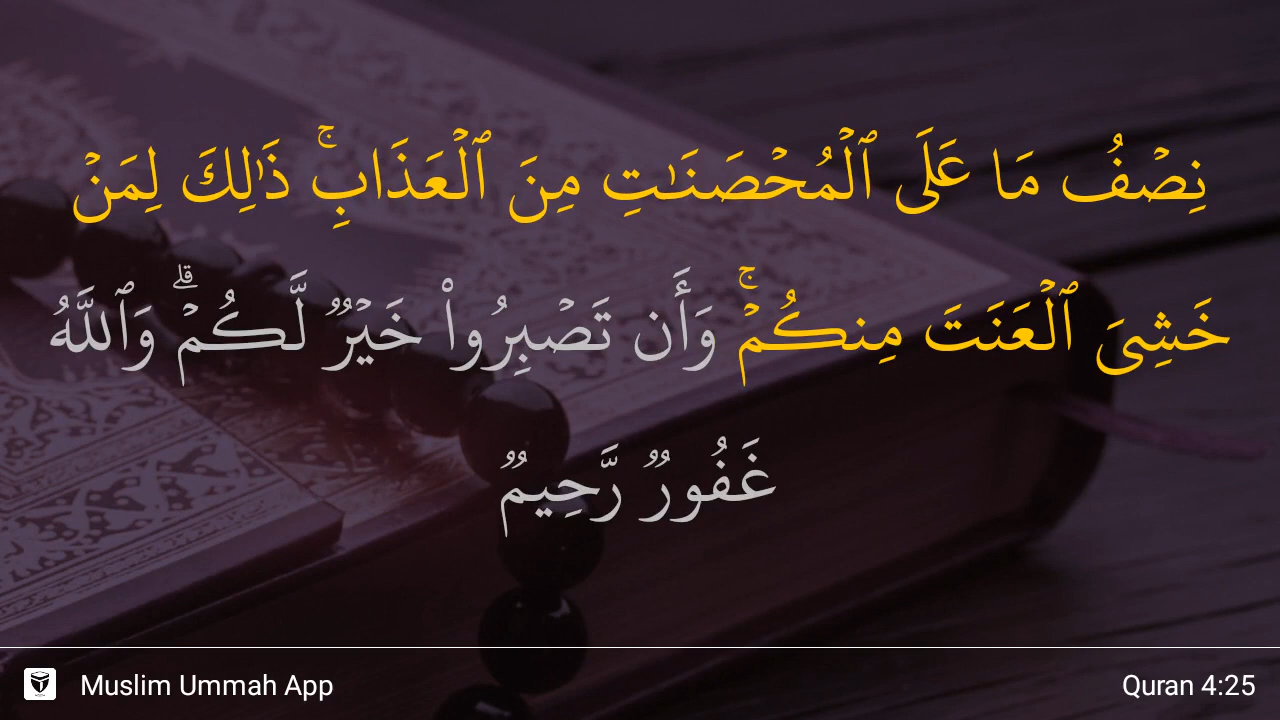 نِصۡفُ مَا عَلَى ٱلۡمُحۡصَنَـٰتِ مِنَ ٱلۡعَذَابِۚ ذَٰلِكَ لِمَنۡ
خَشِىَ ٱلۡعَنَتَ مِنكُمۡۚ وَأَن تَصۡبِرُوا۟ خَيۡرࣱ لَّكُمۡۗ وَٱللَّهُ
غَفُورࣱ رَّحِيمࣱ
Muslim Ummah App
Quran 4:25